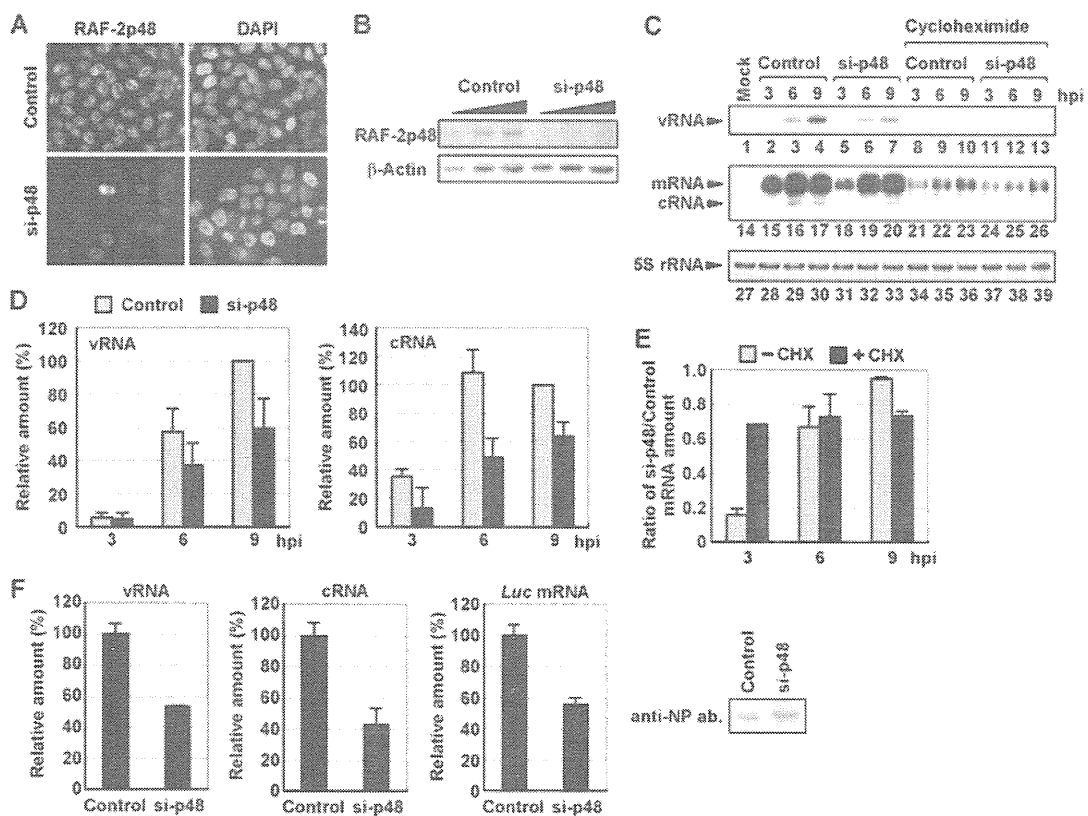 A
RAF-2p48 DAPI
Control
si-p48
B
Control si-p48
RAF-2p48
β-Actin
C
Cycloheximide
Control si-p48 Control si-p48
Mock 3 6 9 3 6 9 3 6 9 3 6 9 hpi
vRNA
1 2 3 4 5 6 7 8 9 10 11 12 13
mRNA
cRNA
14 15 16 17 18 19 20 21 22 23 24 25 26
5S rRNA
27 28 29 30 31 32 33 34 35 36 37 38 39
D
Control si-p48
vRNA
Relative amount (%)
120
100
80
60
40
20
0
3 6 9 hpi
cRNA
Relative amount (%)
140
120
100
80
60
40
20
0
3 6 9 hpi
E
– CHX + CHX
Ratio of si-p48/Control
mRNA amount
1.0
0.8
0.6
0.4
0.2
0
3 6 9 hpi
F
vRNA
Relative amount (%)
120
100
80
60
40
20
0
Control si-p48
cRNA
Relative amount (%)
120
100
80
60
40
20
0
Control si-p48
Luc mRNA
Relative amount (%)
120
100
80
60
40
20
0
Control si-p48
Control
si-p48
anti-NP ab.